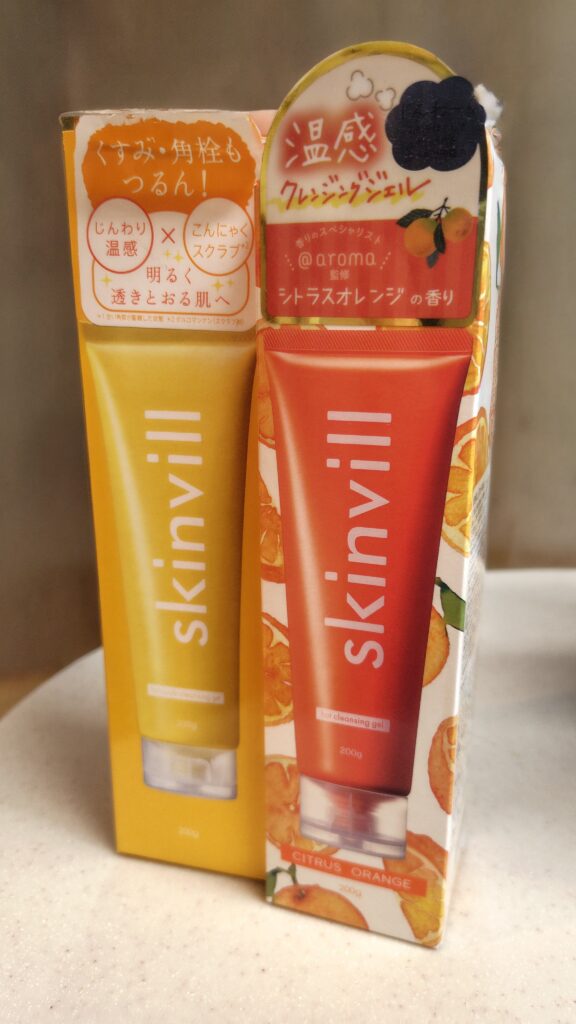 くすみ・角栓も
つるん!
じんわり
温感
×
こんにゃく
スクラブ*²
明るく
透きとおる肌へ
skinvill
200g
200g
温感
クレンジングジェル
香りのスペシャリスト
@aroma
監修
シトラスオレンジの香り
skinvill
hot cleansing gel
200g
CITRUS ORANGE
200g